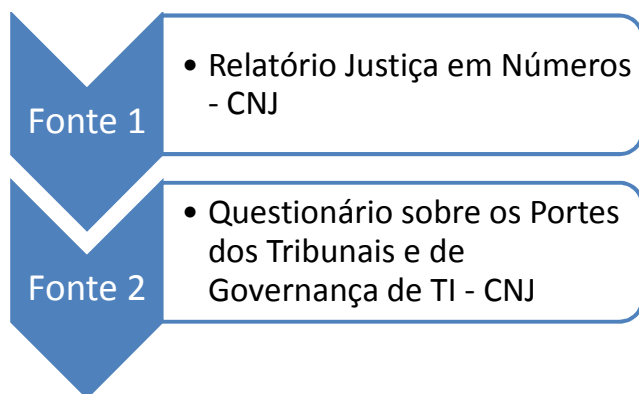 Fonte 1
• Relatório Justiça em Números
- CNJ
Fonte 2
• Questionário sobre os Portes
dos Tribunais e de
Governança de TI - CNJ